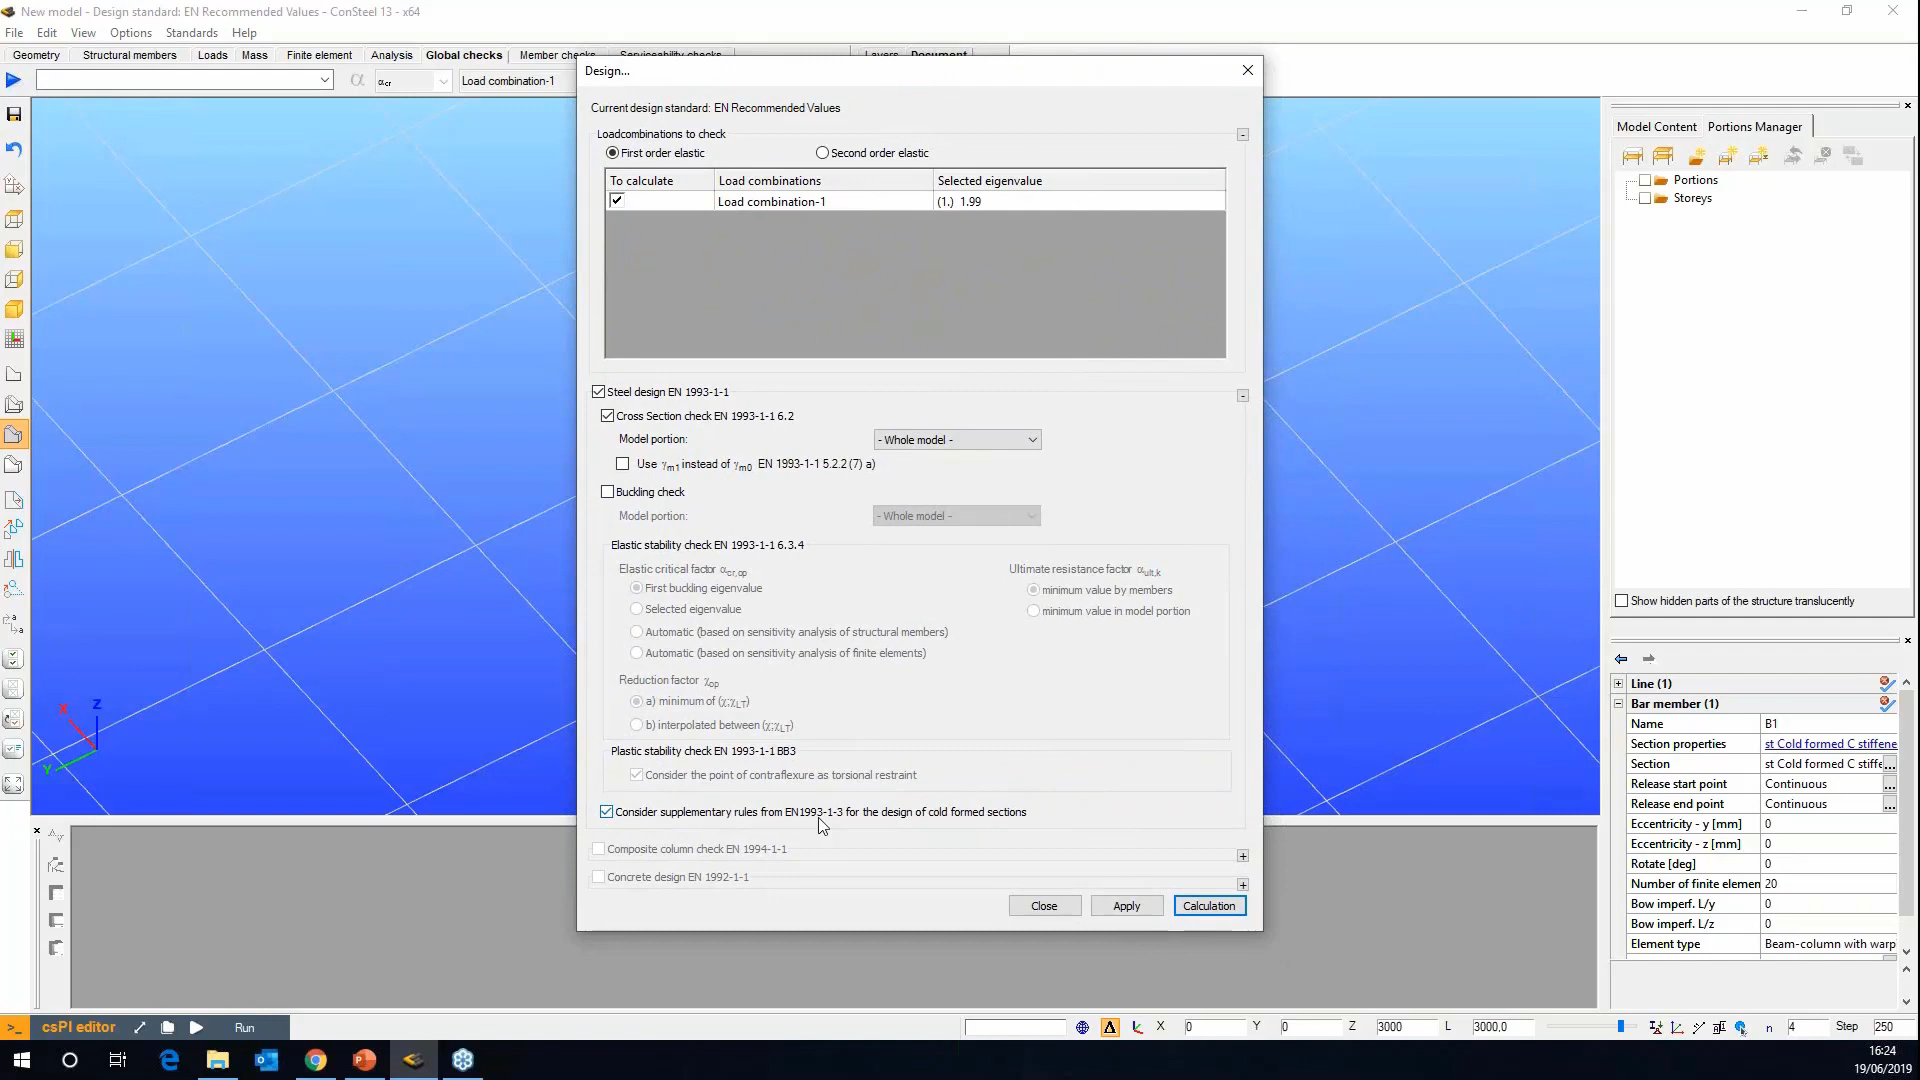 New model - Design standard: EN Recommended Values - ConSteel 13 - x64
File Edit View Options Standards Help
Geometry Structural members Loads Mass Finite element Analysis Global checks Member checks Serviceability checks Layers Document
α αcr Load combination-1
Design...
Current design standard: EN Recommended Values
Loadcombinations to check
First order elastic Second order elastic
To calculate Load combinations Selected eigenvalue
Load combination-1 (1.) 1.99
Steel design EN 1993-1-1
Cross Section check EN 1993-1-1 6.2
Model portion: - Whole model -
Use γm1 instead of γm0 EN 1993-1-1 5.2.2 (7) a)
Buckling check
Model portion: - Whole model -
Elastic stability check EN 1993-1-1 6.3.4
Elastic critical factor αcr,op Ultimate resistance factor αult,k
First buckling eigenvalue minimum value by members
Selected eigenvalue minimum value in model portion
Automatic (based on sensitivity analysis of structural members)
Automatic (based on sensitivity analysis of finite elements)
Reduction factor χop
a) minimum of (χ;χLT)
b) interpolated between (χ;χLT)
Plastic stability check EN 1993-1-1 BB3
Consider the point of contraflexure as torsional restraint
Consider supplementary rules from EN1993-1-3 for the design of cold formed sections
Composite column check EN 1994-1-1
Concrete design EN 1992-1-1
Close Apply Calculation
Model Content Portions Manager
Portions
Storeys
Show hidden parts of the structure translucently
Line (1)
Bar member (1)
Name B1
Section properties st Cold formed C stiffene
Section st Cold formed C stiffe ...
Release start point Continuous ...
Release end point Continuous ...
Eccentricity - y [mm] 0
Eccentricity - z [mm] 0
Rotate [deg] 0
Number of finite elemen 20
Bow imperf. L/y 0
Bow imperf. L/z 0
Element type Beam-column with warp
X Z
Y
>_ csPI editor Run
X 0 Y 0 Z 3000 L 3000,0 n 4 Step 250
16:24
19/06/2019